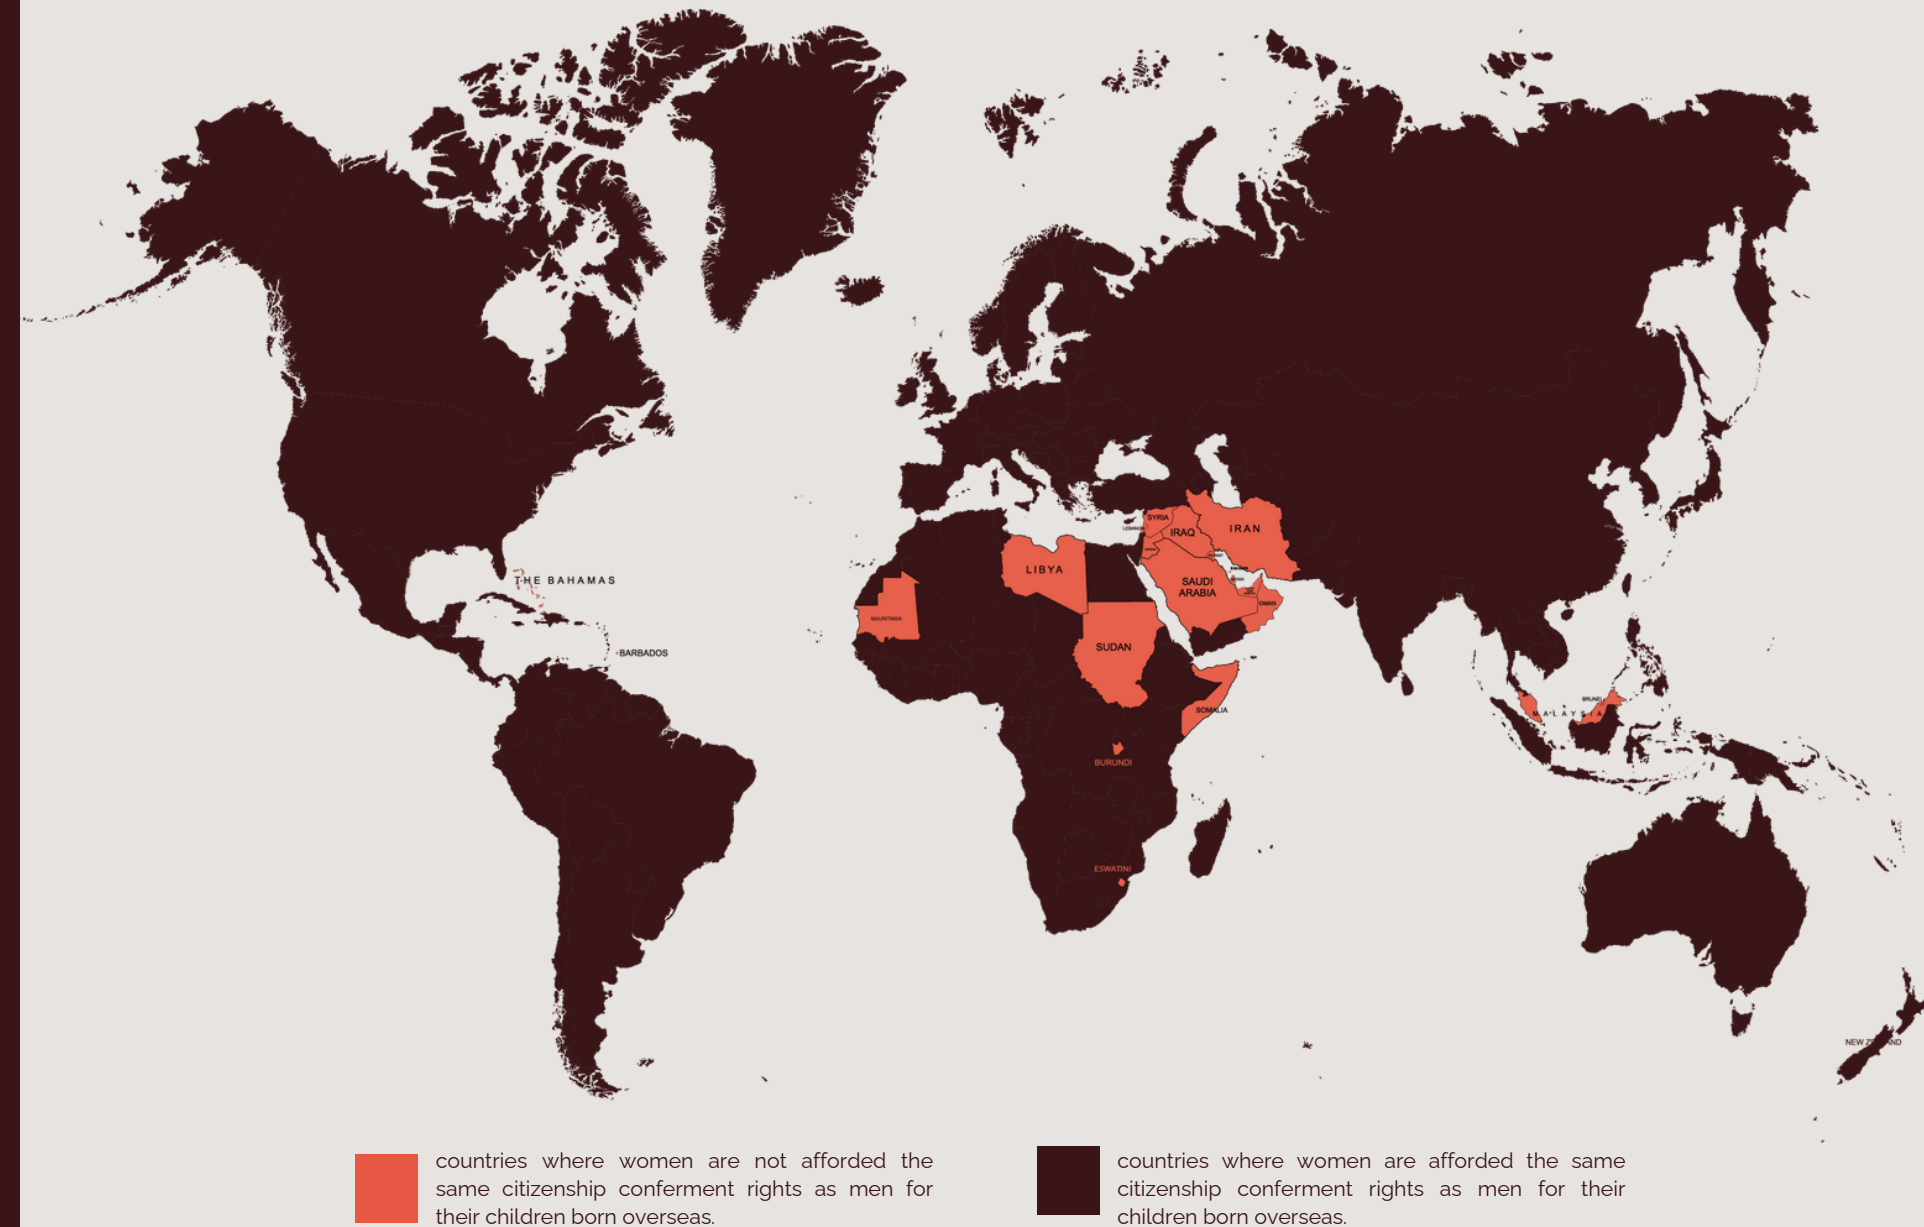 SYRIA
LEBANON
IRAQ
IRAN
LIBYA
THE BAHAMAS
SAUDI
ARABIA
OMAN
MAURITANIA
SUDAN
BARBADOS
BRUNEI
SOMALIA
MALAYSIA
BURUNDI
ESWATINI
countries where women are not afforded the
same citizenship conferment rights as men for
their children born overseas.
countries where women are afforded the same
citizenship conferment rights as men for their
children born overseas.